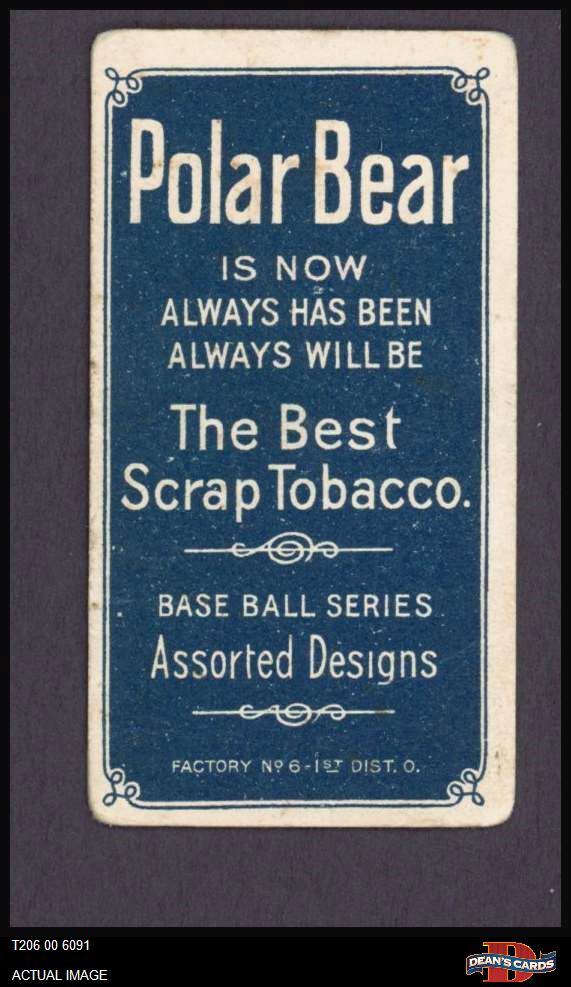 Polar Bear
IS NOW
ALWAYS HAS BEEN
ALWAYS WILL BE
The Best
Scrap Tobacco.
BASE BALL SERIES
Assorted Designs
FACTORY Nº 6-1ST DIST. O.
T206 00 6091
ACTUAL IMAGE
D
DEAN'S CARDS